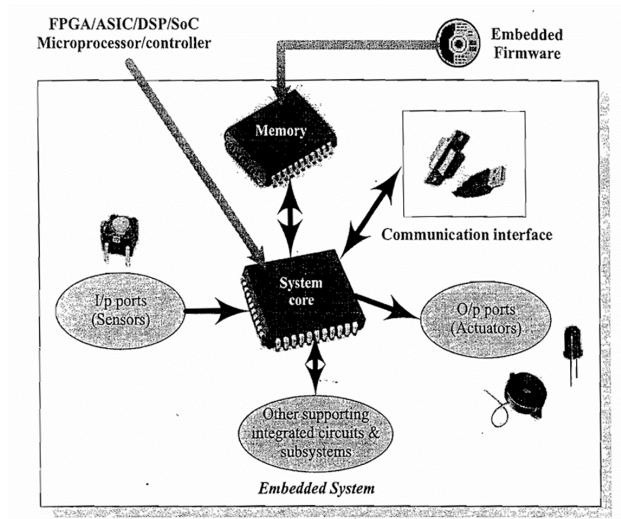 FPGA/ASIC/DSP/SoC
Microprocessor/controller
Embedded
Firmware
Memory
Communication interface
System
core
I/p ports
(Sensors)
O/p ports
(Actuators)
Other supporting
integrated circuits &
subsystems
Embedded System